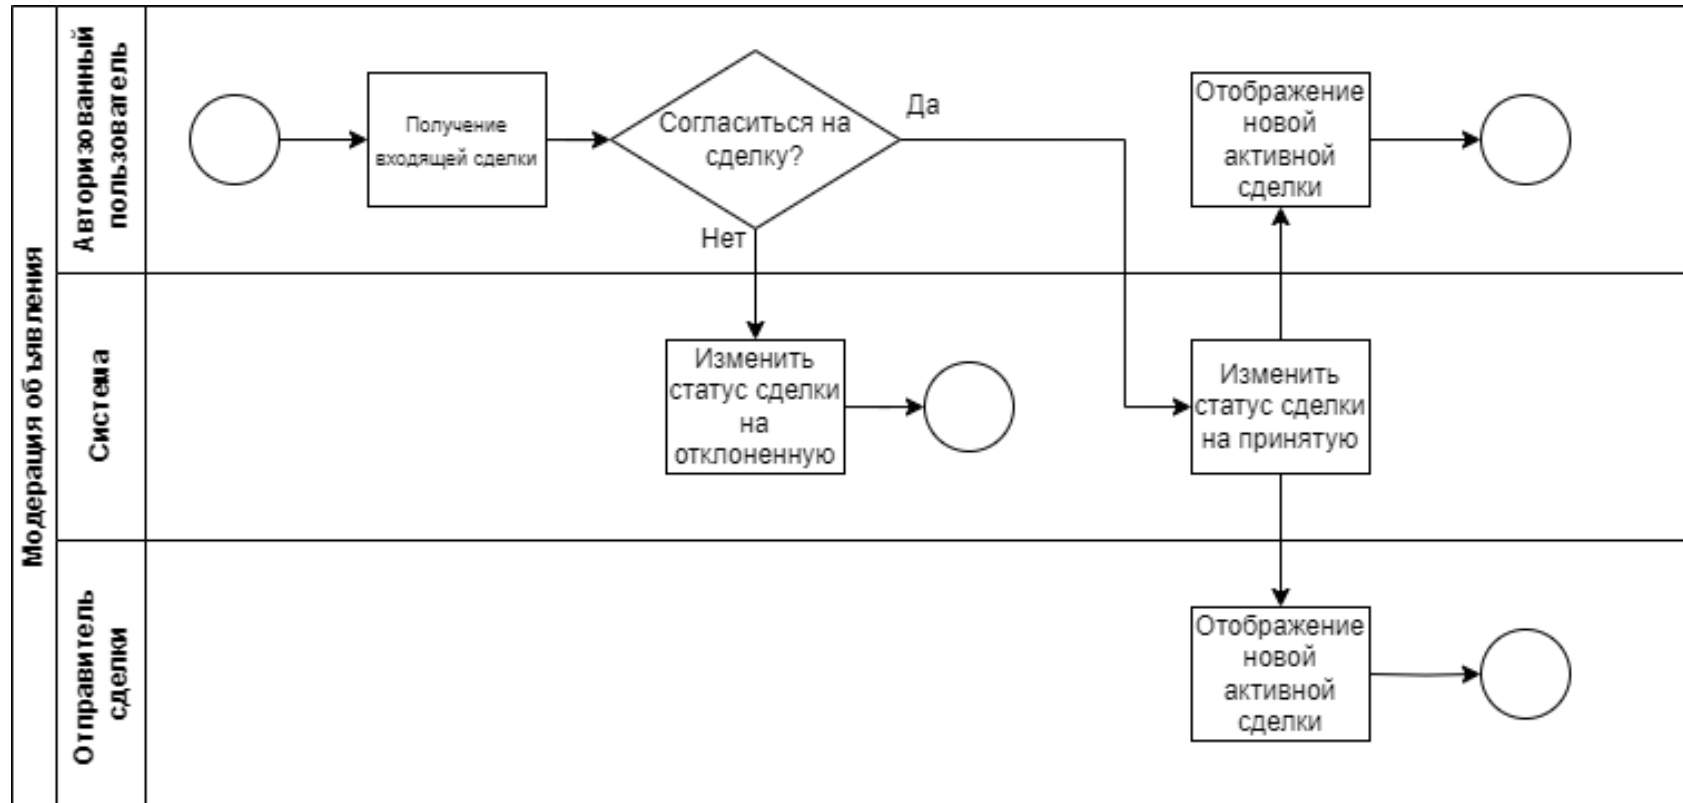 Модерация объявления
Авторизованный
пользователь
Получение
входящей сделки
Согласиться на
сделку?
Да
Нет
Отображение
новой
активной
сделки
Система
Изменить
статус сделки
на
отклоненную
Изменить
статус сделки
на принятую
Отправитель
сделки
Отображение
новой
активной
сделки